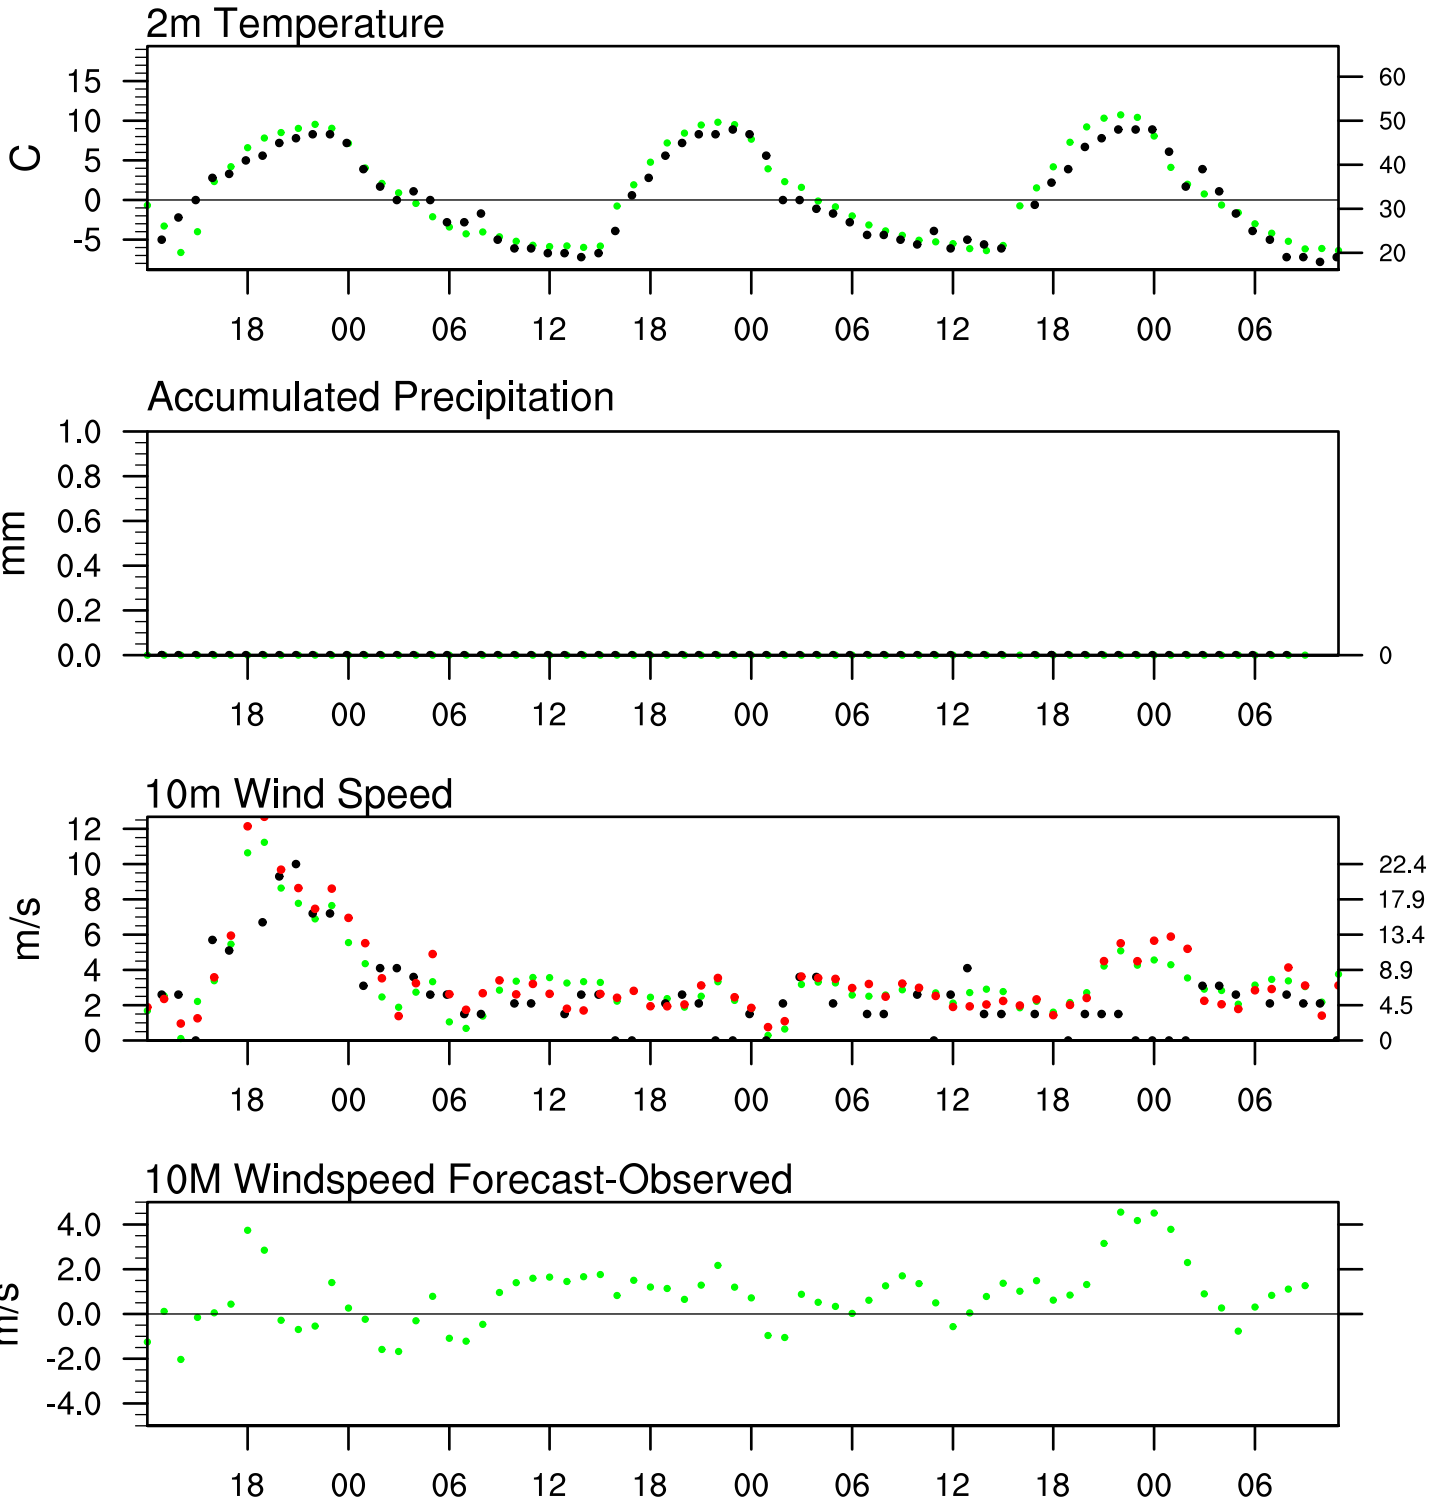 2m Temperature
15
10
5
0
-5
C
60
50
40
30
20
18 00 06 12 18 00 06 12 18 00 06
Accumulated Precipitation
1.0
0.8
0.6
0.4
0.2
0.0
mm
0
18 00 06 12 18 00 06 12 18 00 06
10m Wind Speed
12
10
8
6
4
2
0
m/s
22.4
17.9
13.4
8.9
4.5
0
18 00 06 12 18 00 06 12 18 00 06
10M Windspeed Forecast-Observed
4.0
2.0
0.0
-2.0
-4.0
m/s
18 00 06 12 18 00 06 12 18 00 06